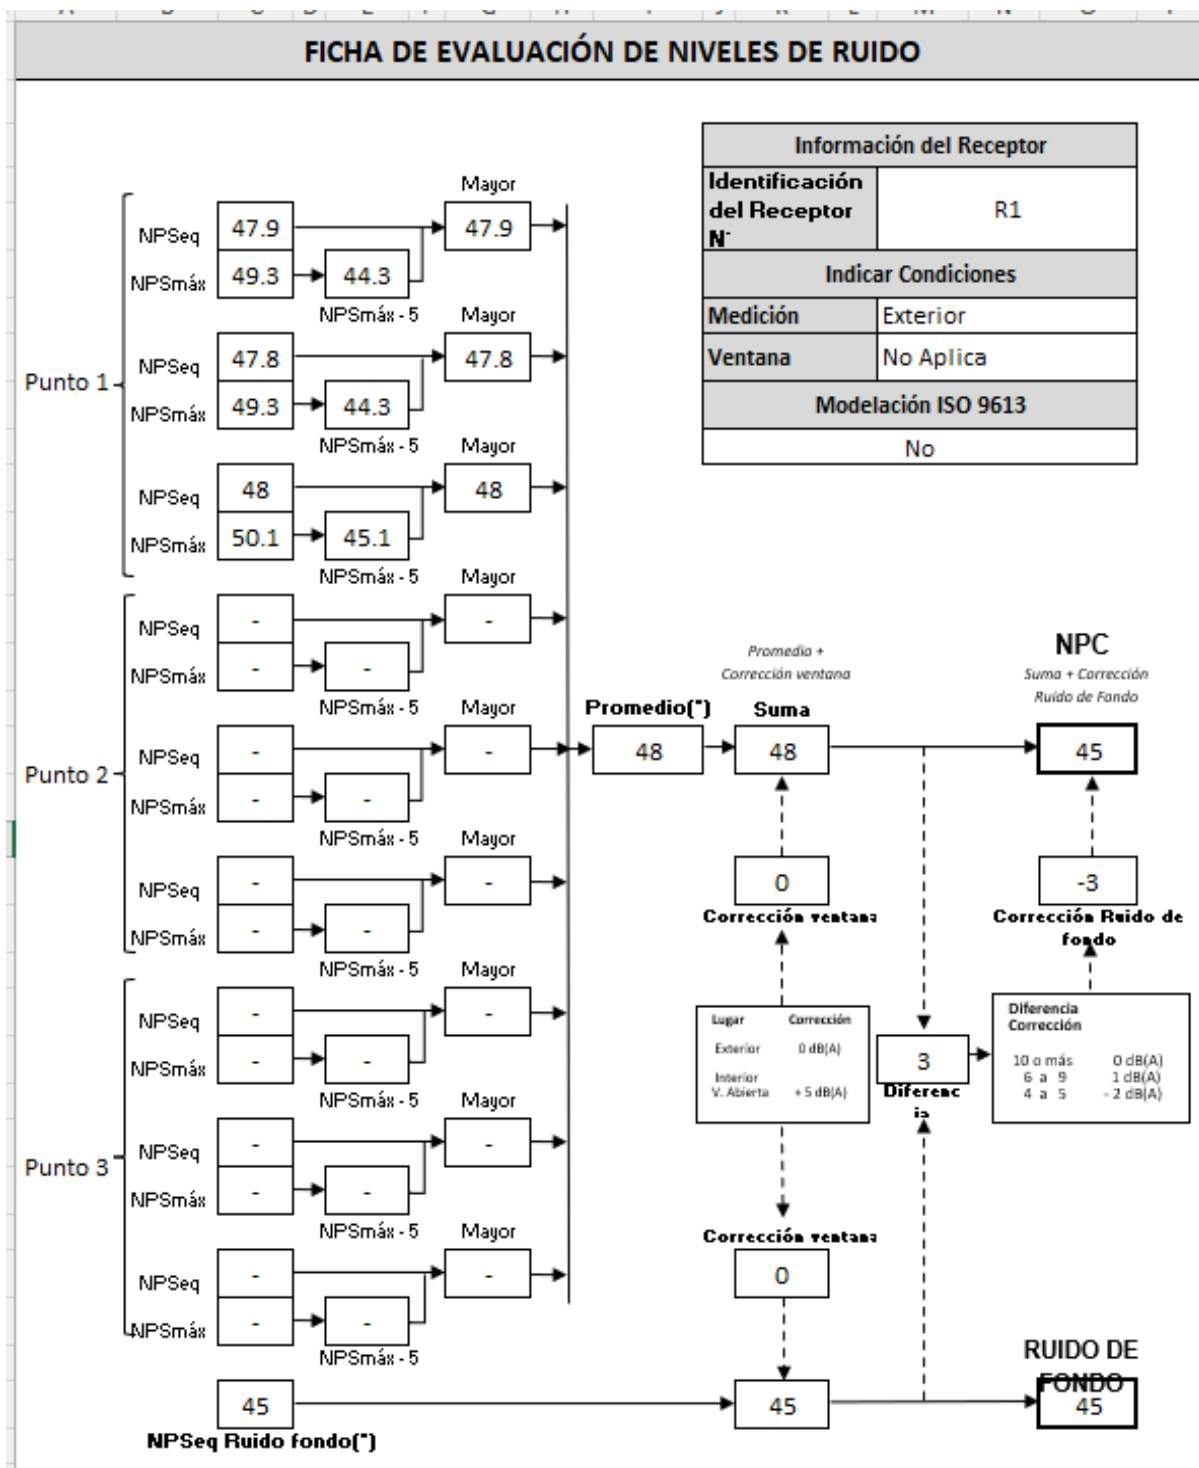 FICHA DE EVALUACIÓN DE NIVELES DE RUIDO
Información del Receptor
Identificación del Receptor N°
R1
Indicar Condiciones
Medición Exterior
Ventana No Aplica
Modelación ISO 9613
No
Punto 1
Mayor
NPSeq 47.9 47.9
NPSmáx 49.3 44.3
NPSmáx - 5
Mayor
NPSeq 47.8 47.8
NPSmáx 49.3 44.3
NPSmáx - 5
Mayor
NPSeq 48 48
NPSmáx 50.1 45.1
NPSmáx - 5
Punto 2
Mayor
NPSeq - -
NPSmáx - -
NPSmáx - 5
Mayor
NPSeq - -
NPSmáx - -
NPSmáx - 5
Mayor
NPSeq - -
NPSmáx - -
NPSmáx - 5
Punto 3
Mayor
NPSeq - -
NPSmáx - -
NPSmáx - 5
Mayor
NPSeq - -
NPSmáx - -
NPSmáx - 5
Mayor
NPSeq - -
NPSmáx - -
NPSmáx - 5
45
NPSeq Ruido fondo(*)
Promedio(*)
48
Promedio +
Corrección ventana
Suma
48
0
Corrección ventana
Lugar Corrección
Exterior 0 dB(A)
Interior
V. Abierta + 5 dB(A)
Corrección ventana
0
45
3
Diferencia
NPC
Suma + Corrección
Ruido de Fondo
45
-3
Corrección Ruido de
fondo
Diferencia
Corrección
10 o más 0 dB(A)
6 a 9 1 dB(A)
4 a 5 - 2 dB(A)
RUIDO DE
FONDO
45